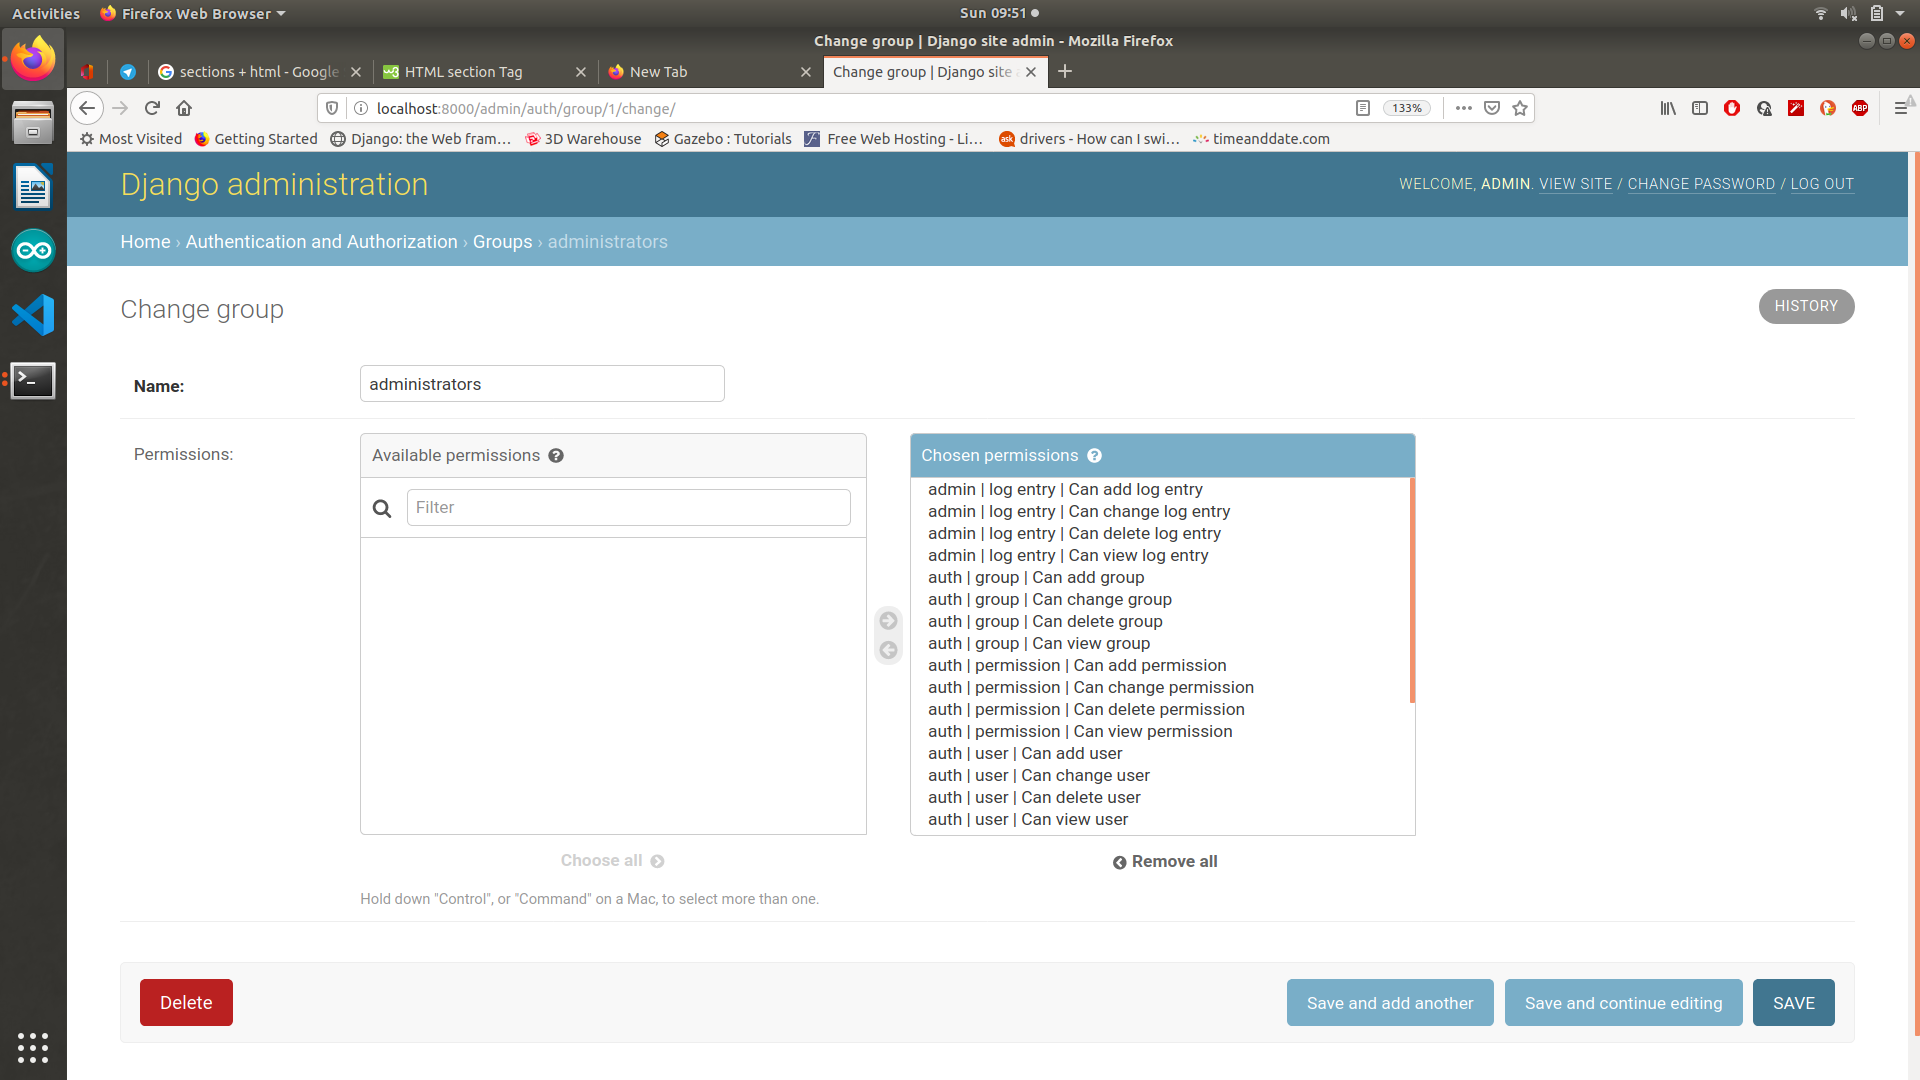 Activities Firefox Web Browser Sun 09:51
Change group | Django site admin - Mozilla Firefox
sections + html - Google HTML section Tag New Tab Change group | Django site
localhost:8000/admin/auth/group/1/change/ 133% ABP
Most Visited Getting Started Django: the Web fram... 3D Warehouse Gazebo : Tutorials Free Web Hosting - Li... ask drivers - How can I swi... timeanddate.com
Django administration WELCOME, ADMIN. VIEW SITE / CHANGE PASSWORD / LOG OUT
Home › Authentication and Authorization › Groups › administrators
Change group HISTORY
Name: administrators
Permissions: Available permissions ? Chosen permissions ?
Filter
admin | log entry | Can add log entry
admin | log entry | Can change log entry
admin | log entry | Can delete log entry
admin | log entry | Can view log entry
auth | group | Can add group
auth | group | Can change group
auth | group | Can delete group
auth | group | Can view group
auth | permission | Can add permission
auth | permission | Can change permission
auth | permission | Can delete permission
auth | permission | Can view permission
auth | user | Can add user
auth | user | Can change user
auth | user | Can delete user
auth | user | Can view user
Choose all Remove all
Hold down "Control", or "Command" on a Mac, to select more than one.
Delete Save and add another Save and continue editing SAVE